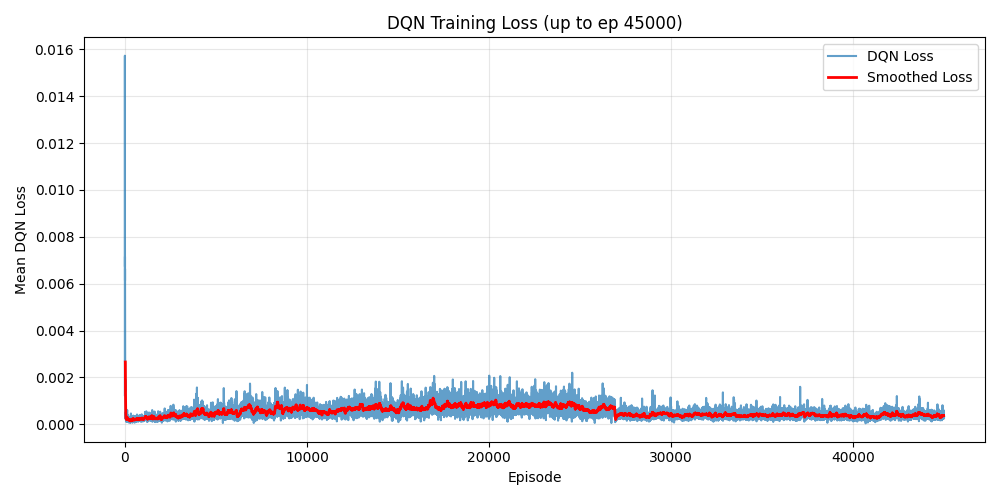 DQN Training Loss (up to ep 45000)
DQN Loss
Smoothed Loss
Mean DQN Loss
0.016
0.014
0.012
0.010
0.008
0.006
0.004
0.002
0.000
0 10000 20000 30000 40000
Episode